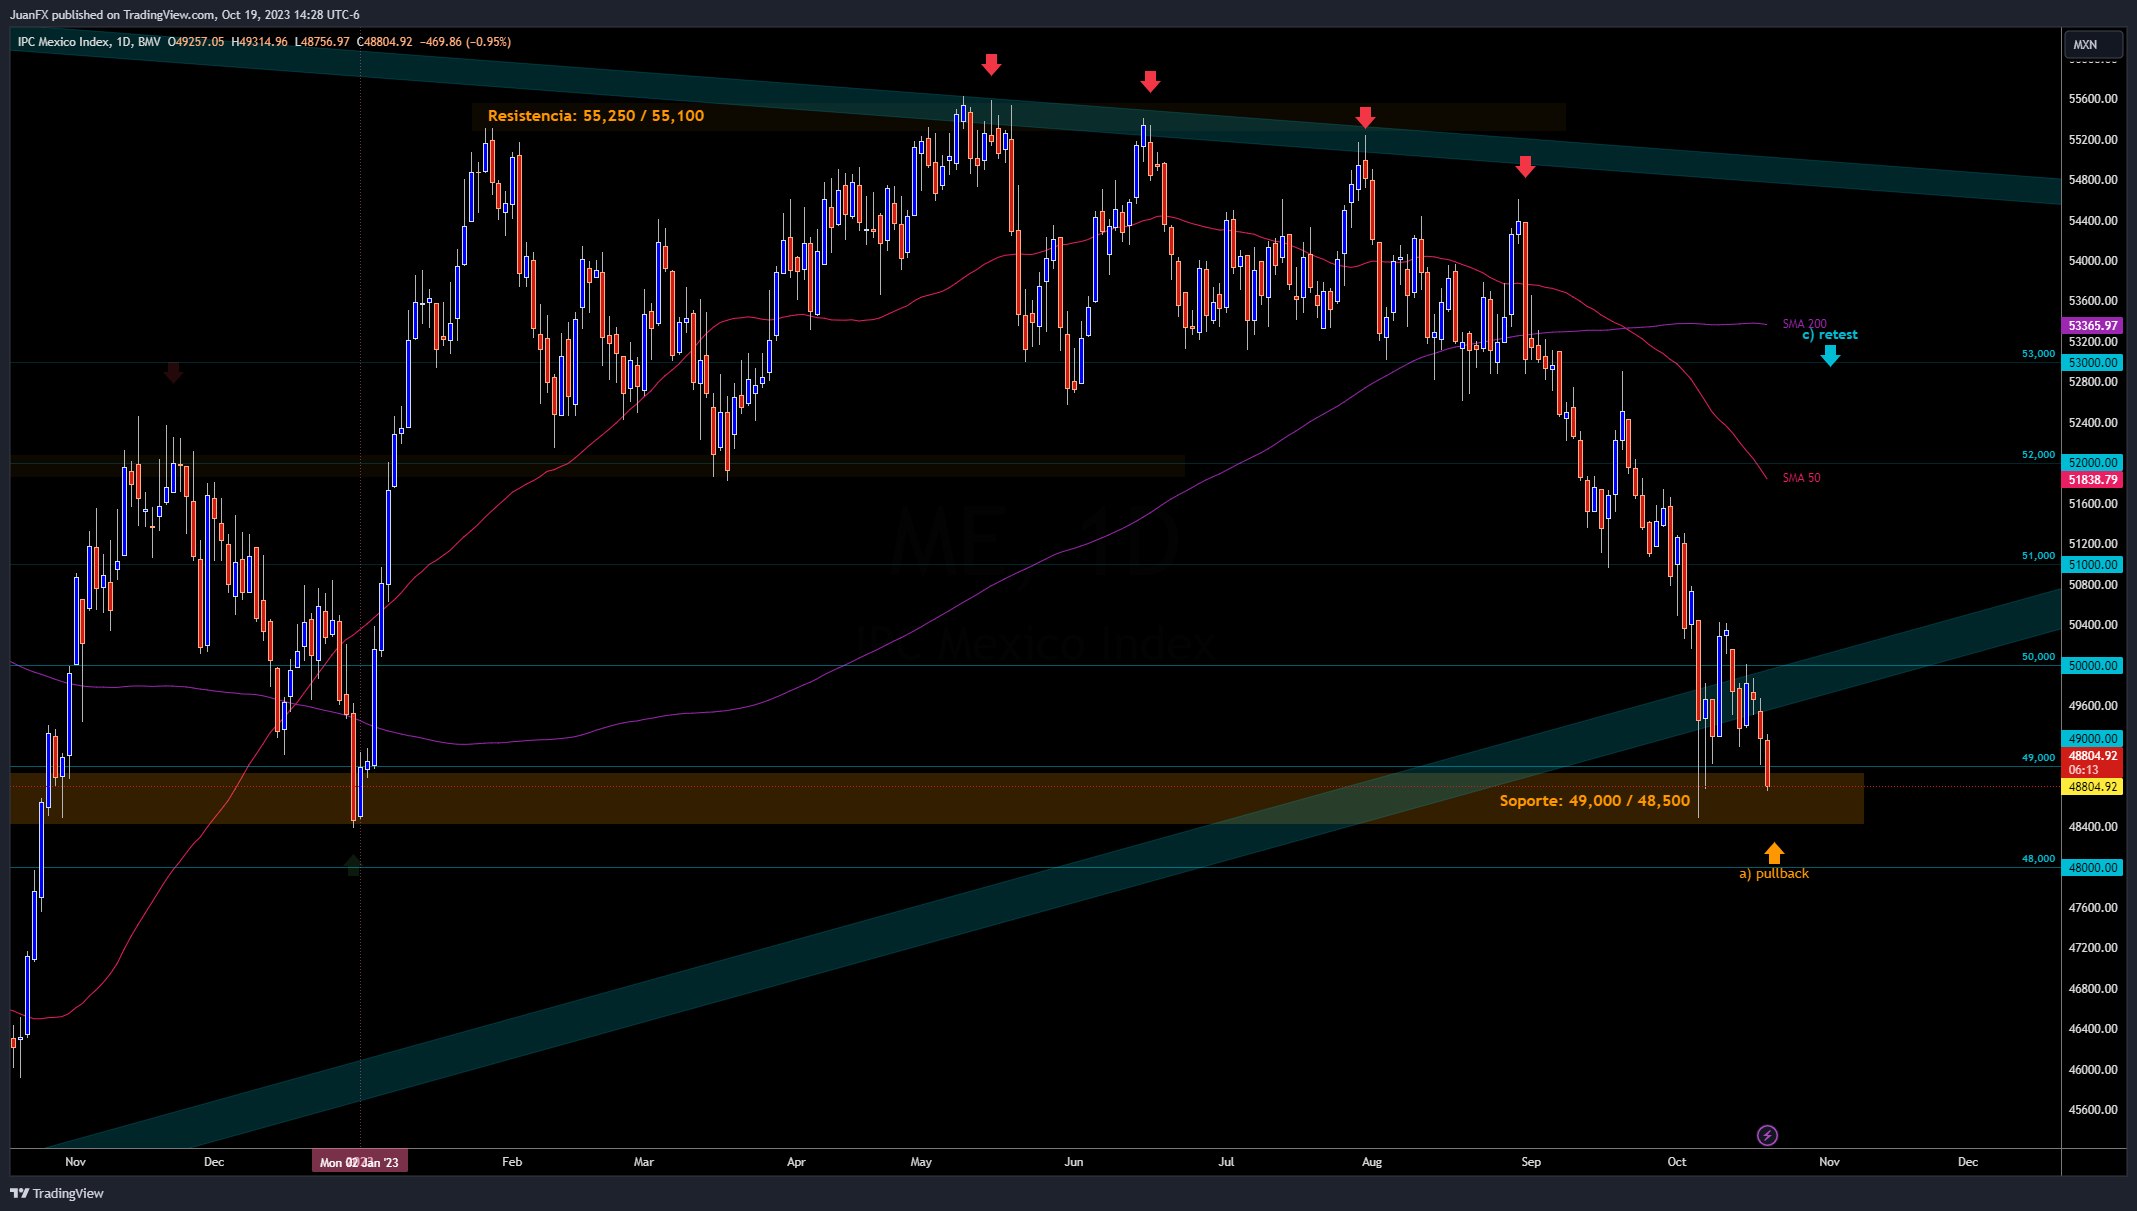 JuanFX published on TradingView.com, Oct 19, 2023 14:28 UTC-6
IPC Mexico Index, 1D, BMV O49257.05 H49314.96 L48756.97 C48804.92 −469.86 (−0.95%)
MXN
55600.00
Resistencia: 55,250 / 55,100
55200.00
54800.00
54400.00
54000.00
53600.00
SMA 200
53365.97
c) retest
53200.00
53,000
53000.00
52800.00
52400.00
52,000
52000.00
SMA 50
51838.79
51600.00
ME, 1D
51200.00
51,000
51000.00
50800.00
50400.00
IPC Mexico Index
50,000
50000.00
49600.00
49000.00
49,000
48804.92
06:13
48804.92
Soporte: 49,000 / 48,500
48400.00
48,000
48000.00
a) pullback
47600.00
47200.00
46800.00
46400.00
46000.00
45600.00
Nov Dec Mon 02 Jan '23 Feb Mar Apr May Jun Jul Aug Sep Oct Nov Dec
TradingView